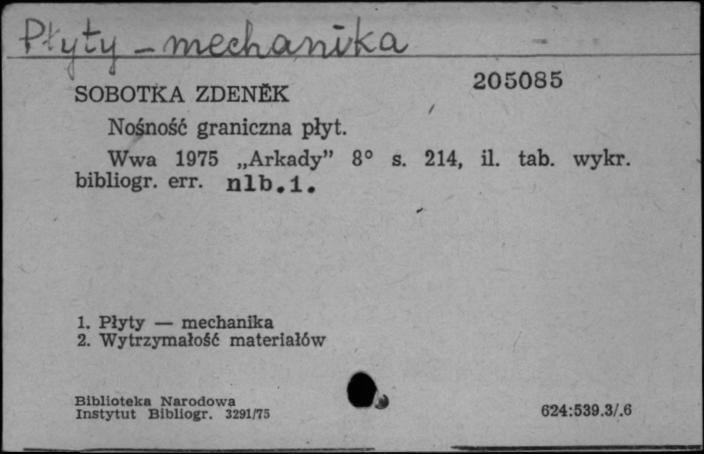 Płyty – mechanika
205085
SOBOTKA ZDENĚK
Nośność graniczna płyt.
Wwa 1975 „Arkady” 8° s. 214, il. tab. wykr.
bibliogr. err. nlb.1.
1. Płyty — mechanika
2. Wytrzymałość materiałów
Biblioteka Narodowa
Instytut Bibliogr. 3291/75
624:539.3/.6